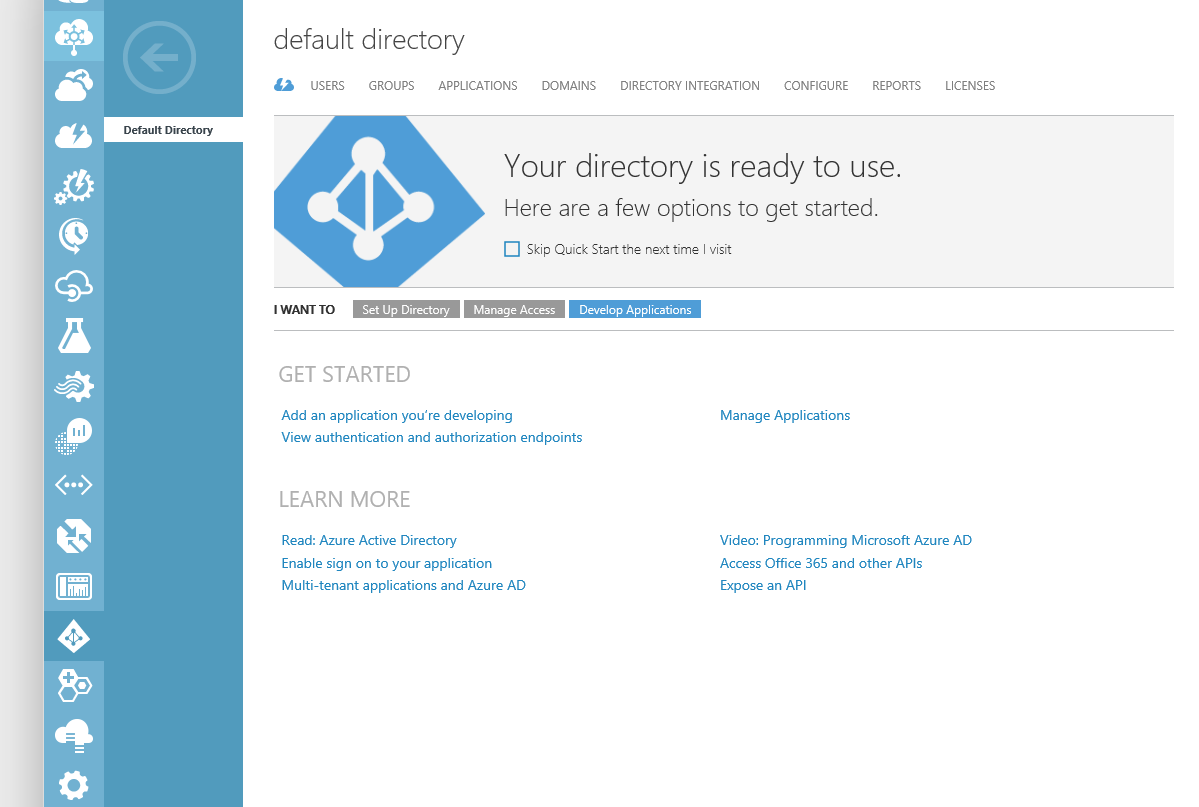 default directory
USERS GROUPS APPLICATIONS DOMAINS DIRECTORY INTEGRATION CONFIGURE REPORTS LICENSES
Default Directory
Your directory is ready to use.
Here are a few options to get started.
Skip Quick Start the next time I visit
I WANT TO Set Up Directory Manage Access Develop Applications
GET STARTED
Add an application you're developing Manage Applications
View authentication and authorization endpoints
LEARN MORE
Read: Azure Active Directory Video: Programming Microsoft Azure AD
Enable sign on to your application Access Office 365 and other APIs
Multi-tenant applications and Azure AD Expose an API